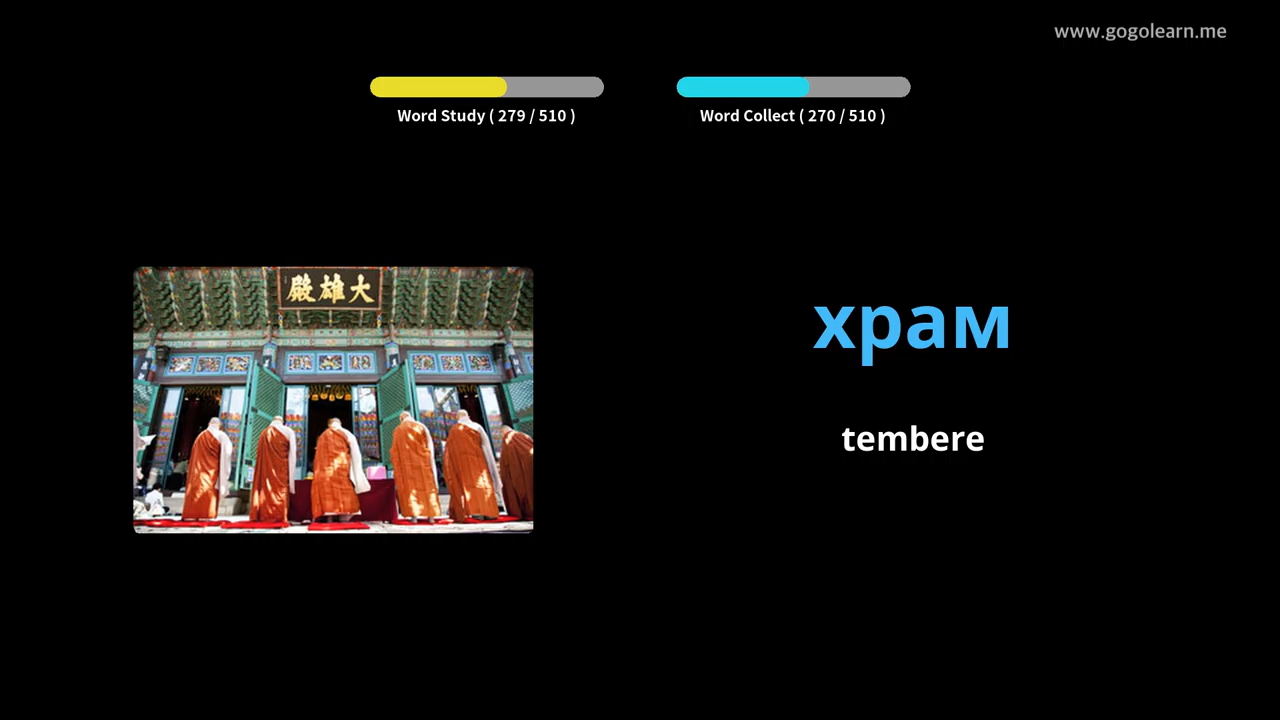 www.gogolearn.me
Word Study ( 279 / 510 )
Word Collect ( 270 / 510 )
殿雄大
храм
tembere